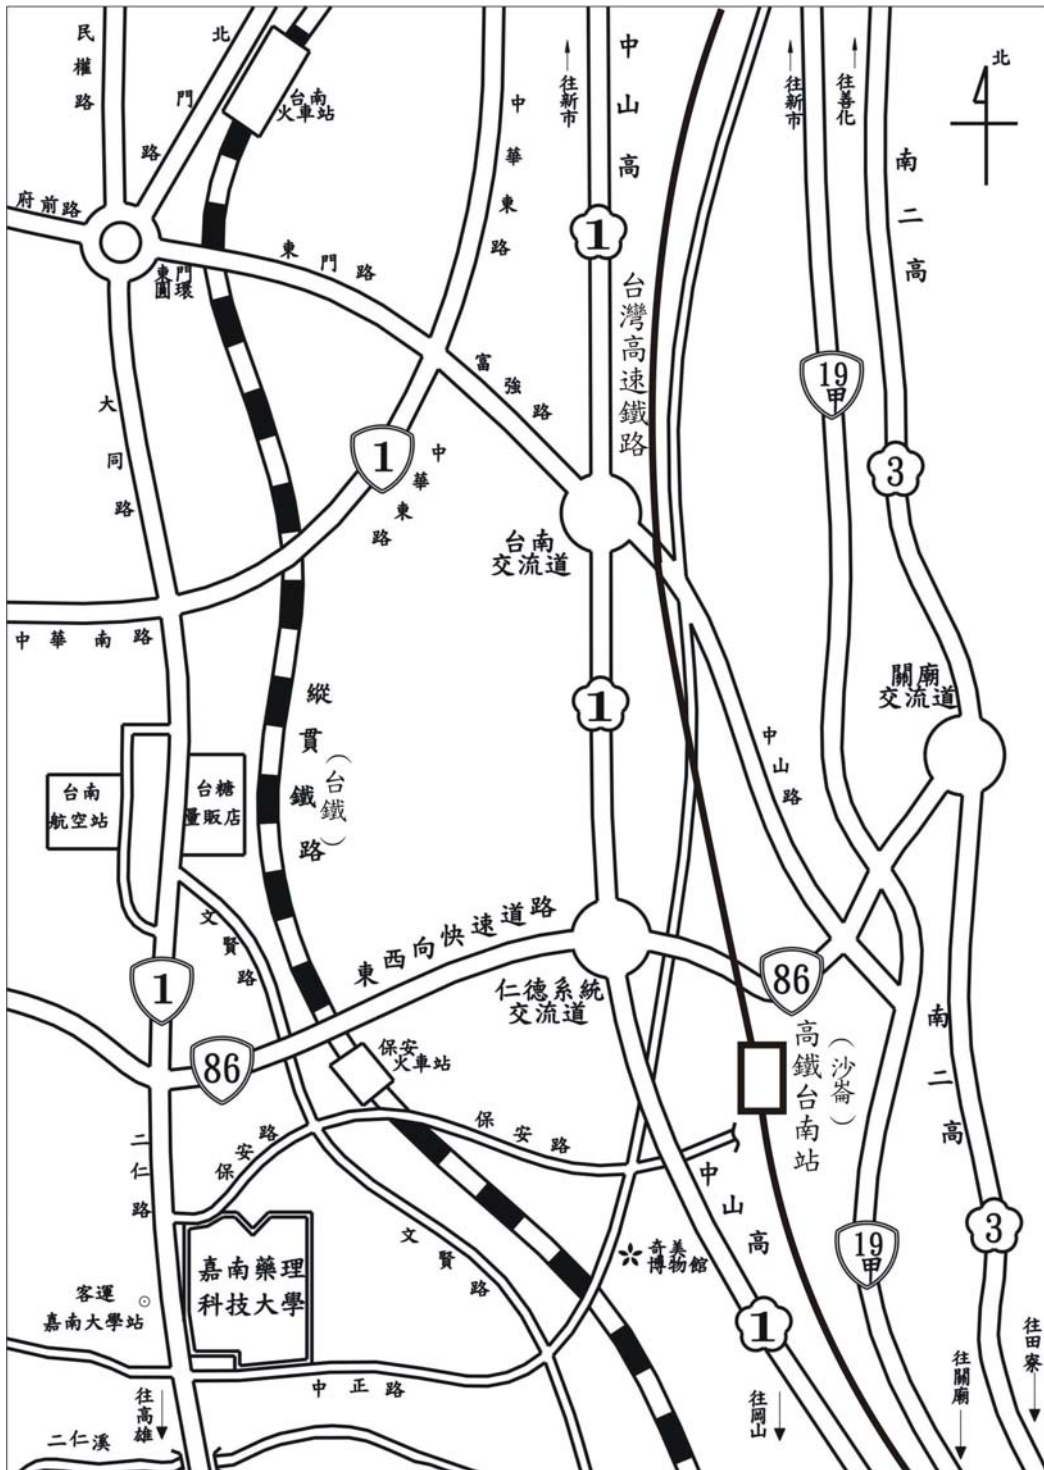 民權路
北門路
台南
火車站
中華東路
往新市
中山高
往新市
往善化
南二高
北
府前路
東門
圓環
東門路
1
台灣高速鐵路
富強路
19
甲
大同路
1
中華東路
3
台南
交流道
中華南路
縱貫鐵路
(台鐵)
1
關廟
交流道
中山路
台南
航空站
台糖
量販店
文賢路
東西向快速道路
仁德系統
交流道
86
1
86
保安
火車站
高鐵台南站
(沙崙)
南二高
二仁路
保安路
保安路
中山高
3
19
甲
文賢路
奇美
博物館
嘉南藥理
科技大學
客運
嘉南大學站
1
往田寮
往關廟
往岡山
中正路
往高雄
二仁溪